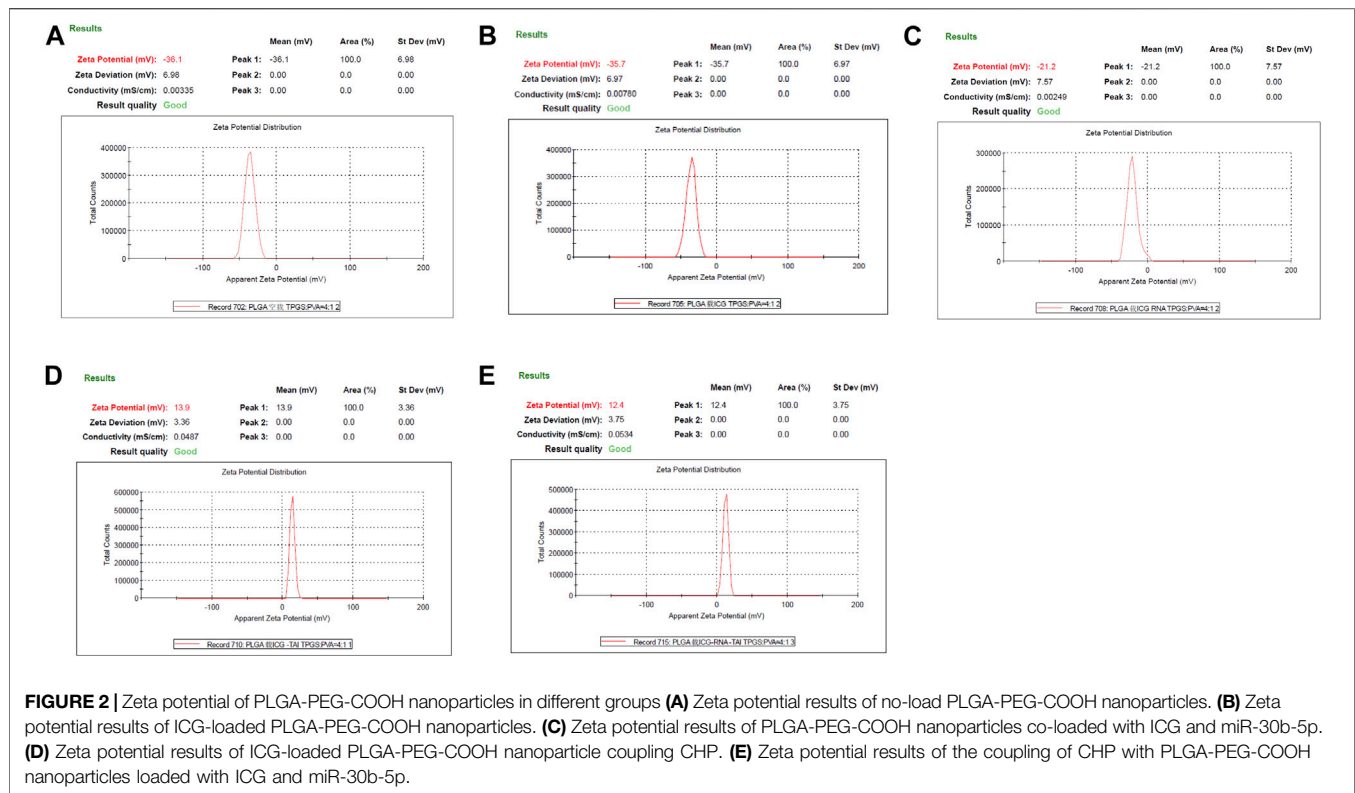 A
Results
Mean (mV) Area (%) St Dev (mV)
Zeta Potential (mV): -36.1 Peak 1: -36.1 100.0 6.98
Zeta Deviation (mV): 6.98 Peak 2: 0.00 0.0 0.00
Conductivity (mS/cm): 0.00335 Peak 3: 0.00 0.0 0.00
Result quality Good
Zeta Potential Distribution
400000
300000
200000
100000
0
Total Counts
-100 0 100 200
Apparent Zeta Potential (mV)
Record 702: PLGA 空载 TPGS:PVA=4:1 2
B
Results
Mean (mV) Area (%) St Dev (mV)
Zeta Potential (mV): -35.7 Peak 1: -35.7 100.0 6.97
Zeta Deviation (mV): 6.97 Peak 2: 0.00 0.0 0.00
Conductivity (mS/cm): 0.00780 Peak 3: 0.00 0.0 0.00
Result quality Good
Zeta Potential Distribution
400000
300000
200000
100000
0
Total Counts
-100 0 100 200
Apparent Zeta Potential (mV)
Record 705: PLGA 载ICG TPGS:PVA=4:1 2
C
Results
Mean (mV) Area (%) St Dev (mV)
Zeta Potential (mV): -21.2 Peak 1: -21.2 100.0 7.57
Zeta Deviation (mV): 7.57 Peak 2: 0.00 0.0 0.00
Conductivity (mS/cm): 0.00249 Peak 3: 0.00 0.0 0.00
Result quality Good
Zeta Potential Distribution
300000
200000
100000
0
Total Counts
-100 0 100 200
Apparent Zeta Potential (mV)
Record 708: PLGA 载ICG RNA TPGS:PVA=4:1 2
D
Results
Mean (mV) Area (%) St Dev (mV)
Zeta Potential (mV): 13.9 Peak 1: 13.9 100.0 3.36
Zeta Deviation (mV): 3.36 Peak 2: 0.00 0.0 0.00
Conductivity (mS/cm): 0.0487 Peak 3: 0.00 0.0 0.00
Result quality Good
Zeta Potential Distribution
600000
500000
400000
300000
200000
100000
0
Total Counts
-100 0 100 200
Apparent Zeta Potential (mV)
Record 710: PLGA 载ICG -TAI TPGS:PVA=4:1 1
E
Results
Mean (mV) Area (%) St Dev (mV)
Zeta Potential (mV): 12.4 Peak 1: 12.4 100.0 3.75
Zeta Deviation (mV): 3.75 Peak 2: 0.00 0.0 0.00
Conductivity (mS/cm): 0.0534 Peak 3: 0.00 0.0 0.00
Result quality Good
Zeta Potential Distribution
500000
400000
300000
200000
100000
0
Total Counts
-100 0 100 200
Apparent Zeta Potential (mV)
Record 715: PLGA 载ICG-RNA -TAI TPGS:PVA=4:1 3
FIGURE 2 | Zeta potential of PLGA-PEG-COOH nanoparticles in different groups (A) Zeta potential results of no-load PLGA-PEG-COOH nanoparticles. (B) Zeta
potential results of ICG-loaded PLGA-PEG-COOH nanoparticles. (C) Zeta potential results of PLGA-PEG-COOH nanoparticles co-loaded with ICG and miR-30b-5p.
(D) Zeta potential results of ICG-loaded PLGA-PEG-COOH nanoparticle coupling CHP. (E) Zeta potential results of the coupling of CHP with PLGA-PEG-COOH
nanoparticles loaded with ICG and miR-30b-5p.